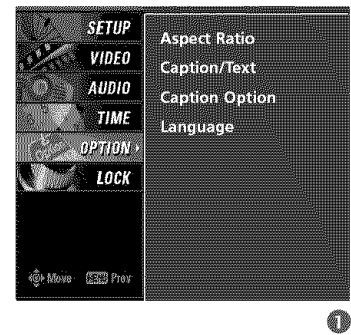 SETUP
VIDEO
AUDIO
TIME
OPTION
LOCK
Move Prev
Aspect Ratio
Caption/Text
Caption Option
Language
1